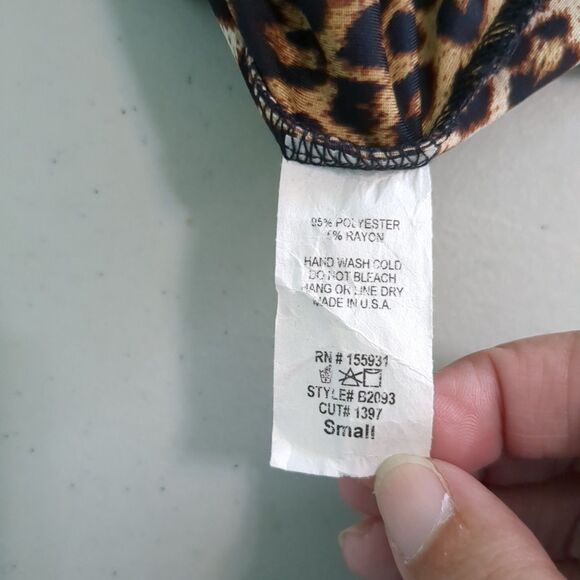 95% POLYESTER
5% RAYON
HAND WASH COLD
DO NOT BLEACH
HANG OR LINE DRY
MADE IN U.S.A.
RN # 155931
STYLE# B2093
CUT# 1397
Small